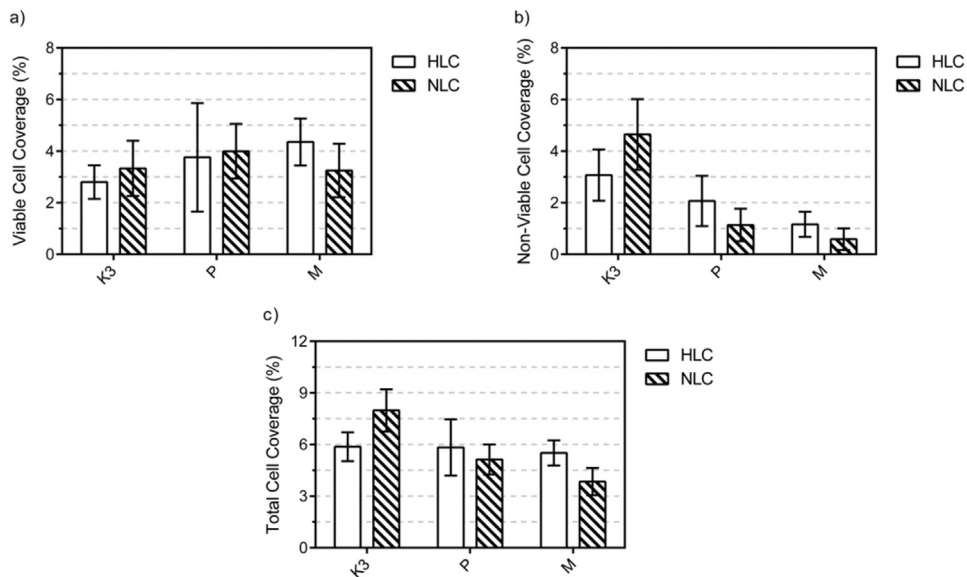 a)
Viable Cell Coverage (%)
8
6
4
2
0
K3
P
M
HLC
NLC
b)
Non-Viable Cell Coverage (%)
8
6
4
2
0
K3
P
M
HLC
NLC
c)
Total Cell Coverage (%)
12
9
6
3
0
K3
P
M
HLC
NLC